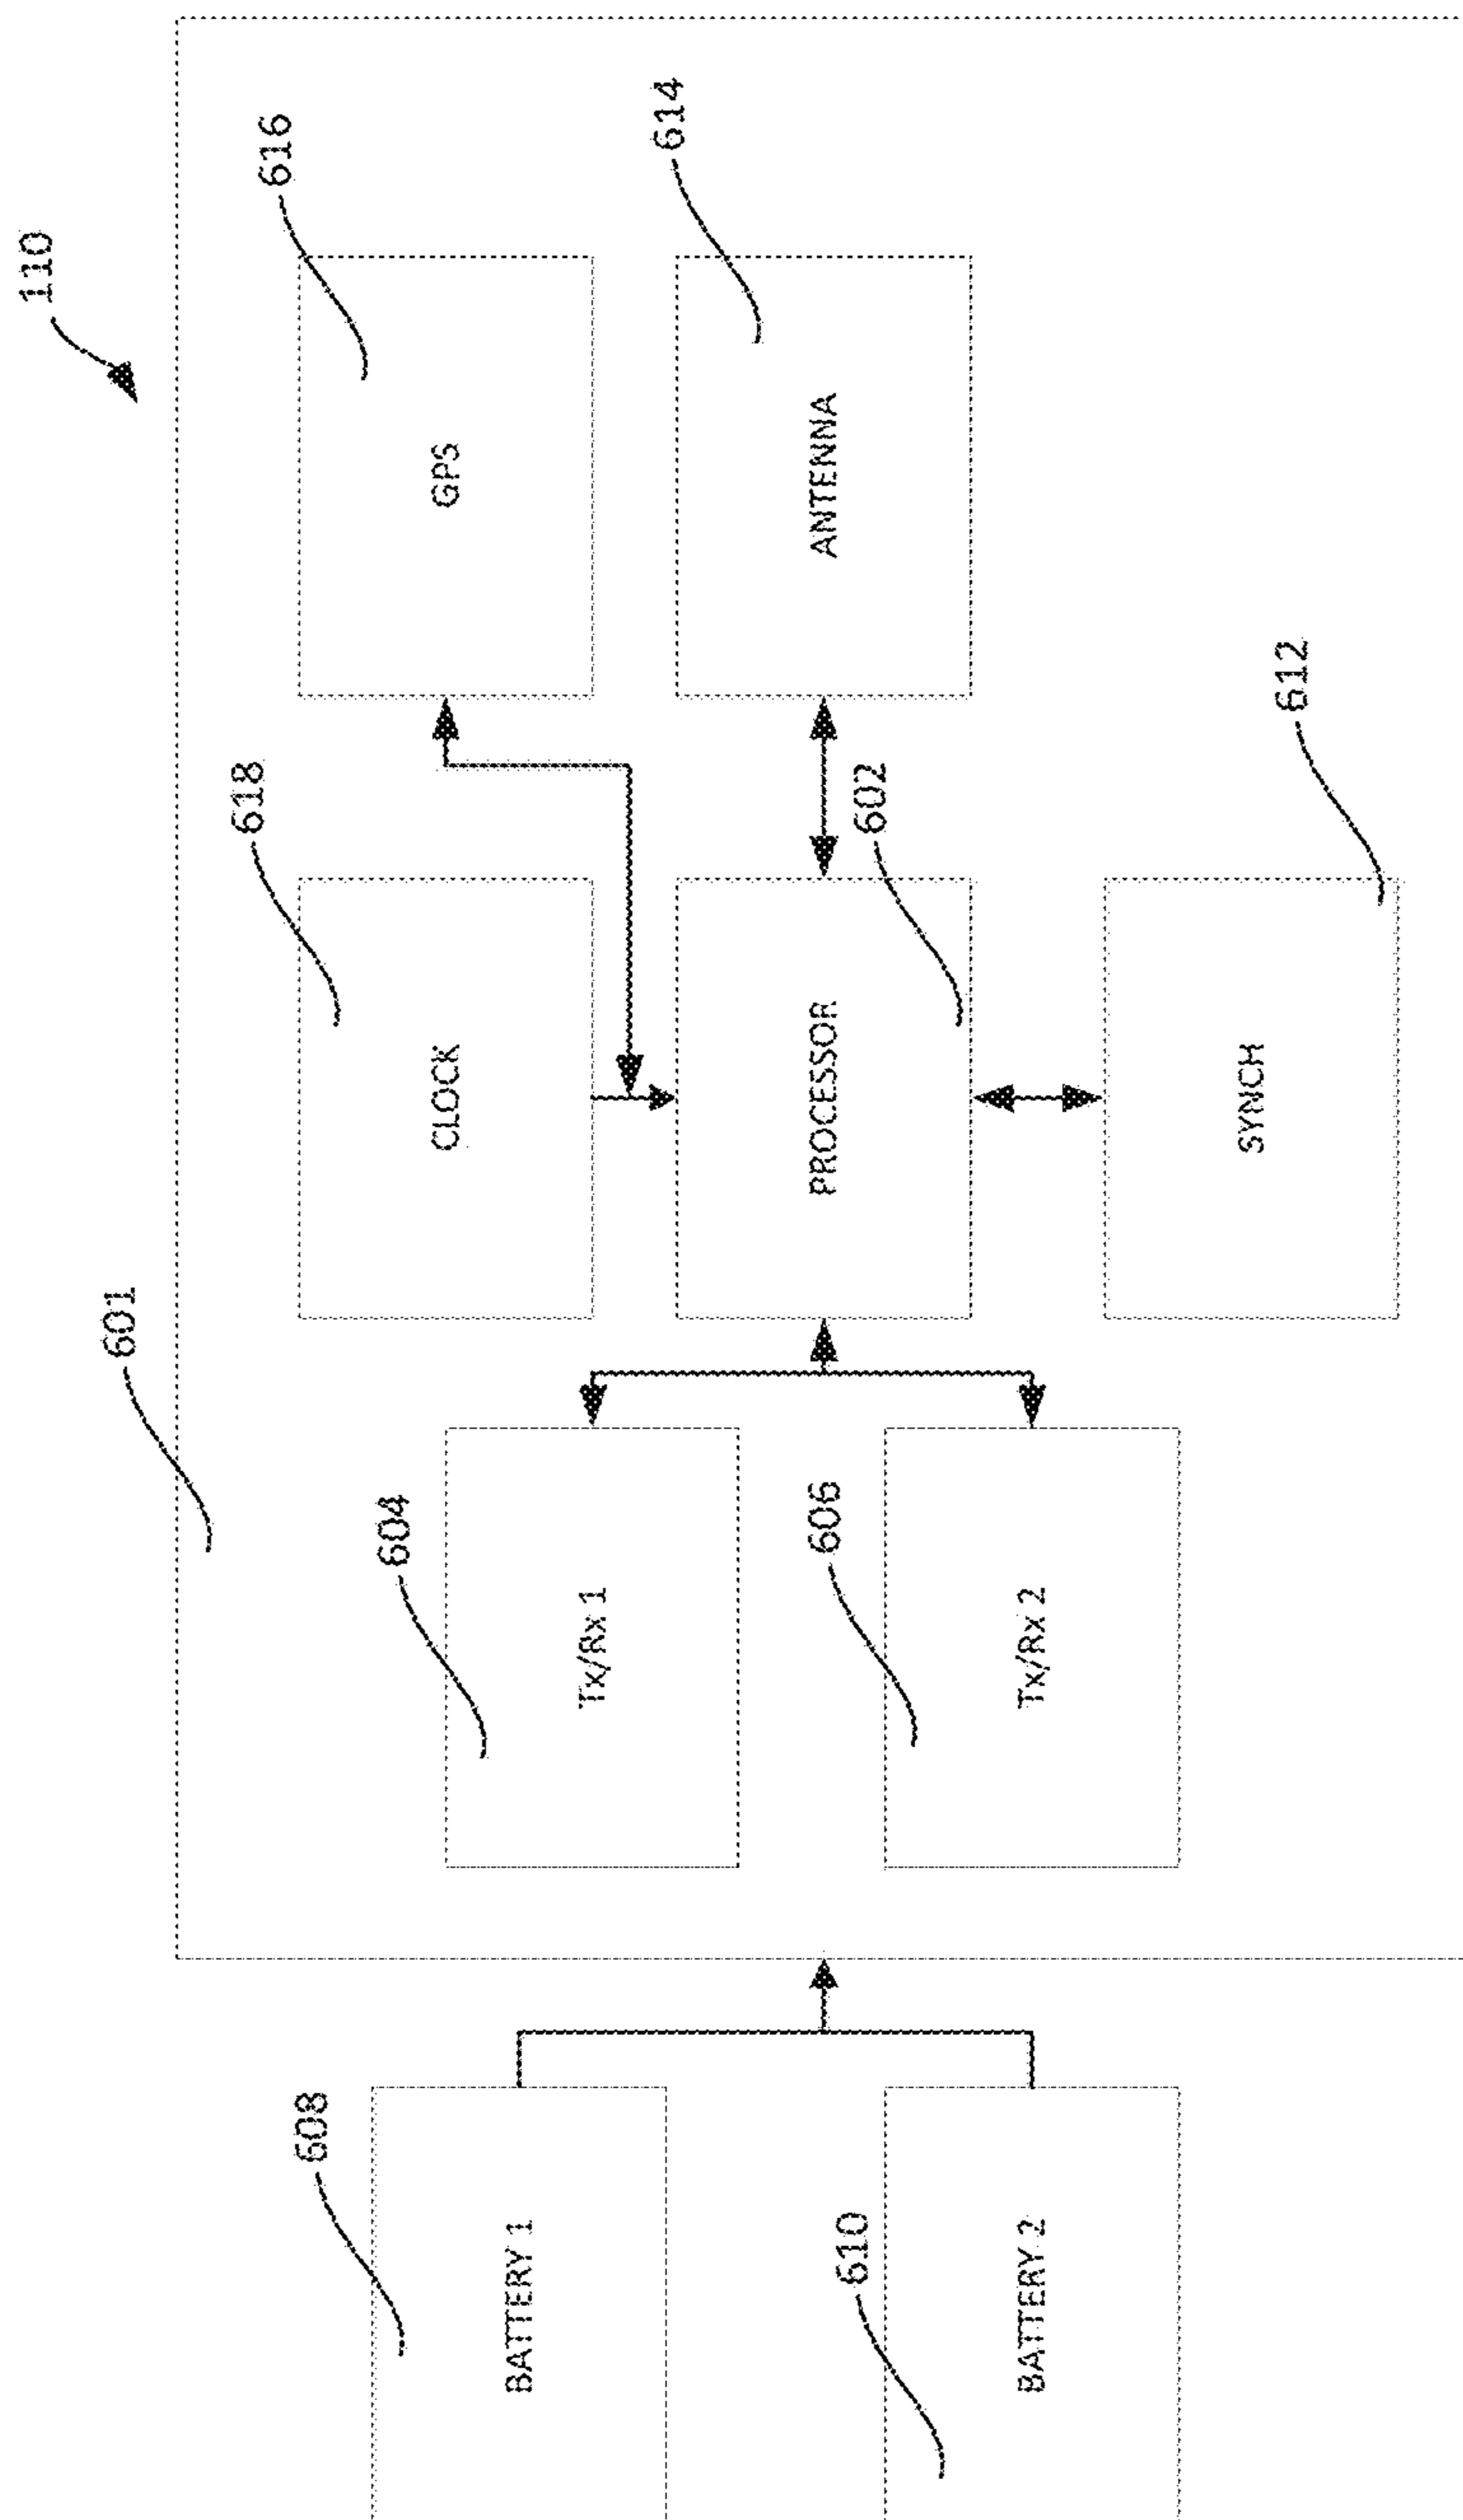 110
601
618
616
608
604
CLOCK
GPS
BATTERY 1
Tx/Rx 1
614
606
PROCESSOR
ANTENNA
610
602
BATTERY 2
Tx/Rx 2
SYNCH
612